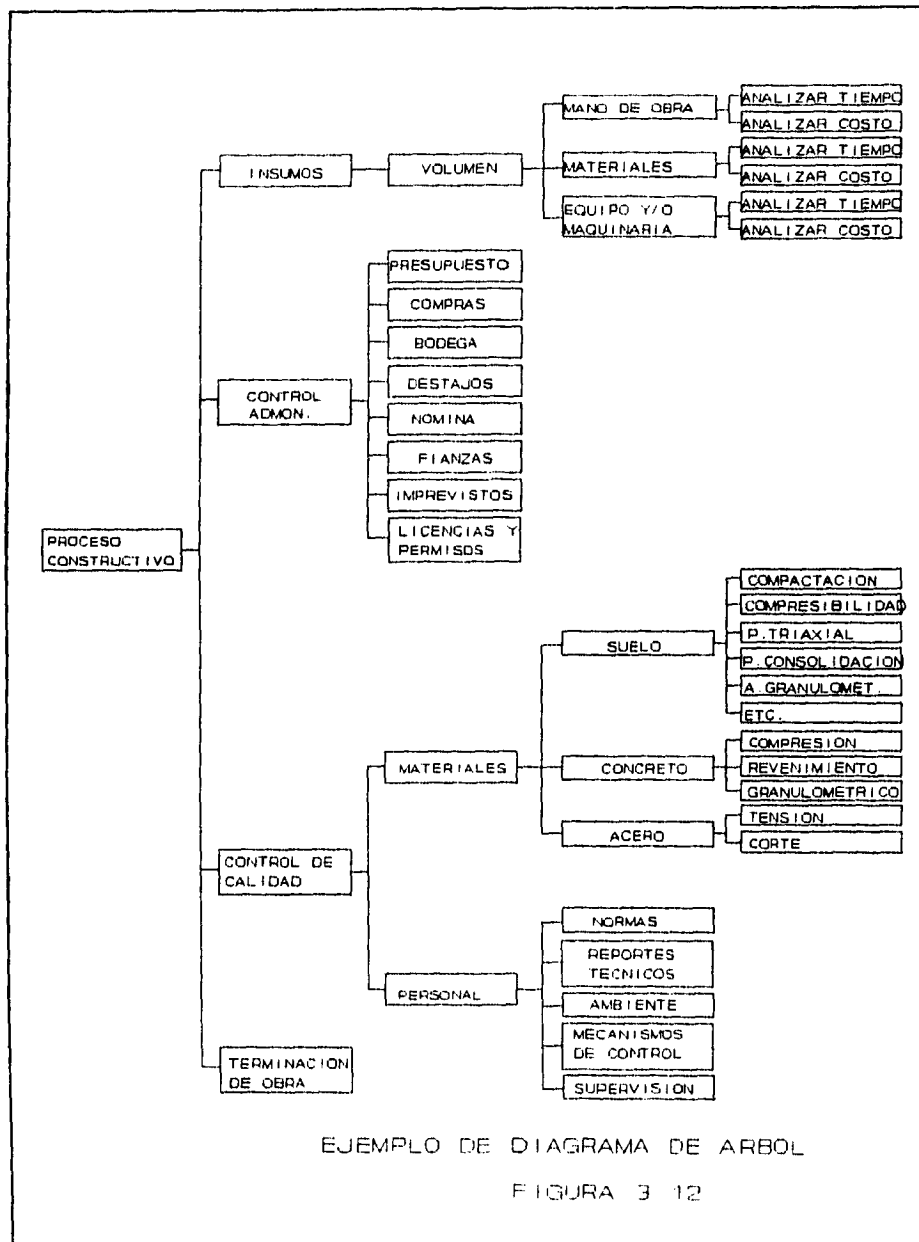 MANO DE OBRA
ANALIZAR TIEMPO
ANALIZAR COSTO
INSUMOS
VOLUMEN
MATERIALES
ANALIZAR TIEMPO
ANALIZAR COSTO
EQUIPO Y/O
MAQUINARIA
ANALIZAR TIEMPO
ANALIZAR COSTO
PRESUPUESTO
COMPRAS
BODEGA
CONTROL
ADMON.
DESTAJOS
NOMINA
FIANZAS
IMPREVISTOS
LICENCIAS Y
PERMISOS
PROCESO
CONSTRUCTIVO
SUELO
COMPACTACION
COMPRESIBILIDAD
P.TRIAXIAL
P.CONSOLIDACION
A.GRANULOMET.
ETC.
MATERIALES
CONCRETO
COMPRESION
REVENIMIENTO
GRANULOMETRICO
ACERO
TENSION
CORTE
CONTROL DE
CALIDAD
NORMAS
REPORTES
TECNICOS
PERSONAL
AMBIENTE
MECANISMOS
DE CONTROL
SUPERVISION
TERMINACION
DE OBRA
EJEMPLO DE DIAGRAMA DE ARBOL
FIGURA 3 12